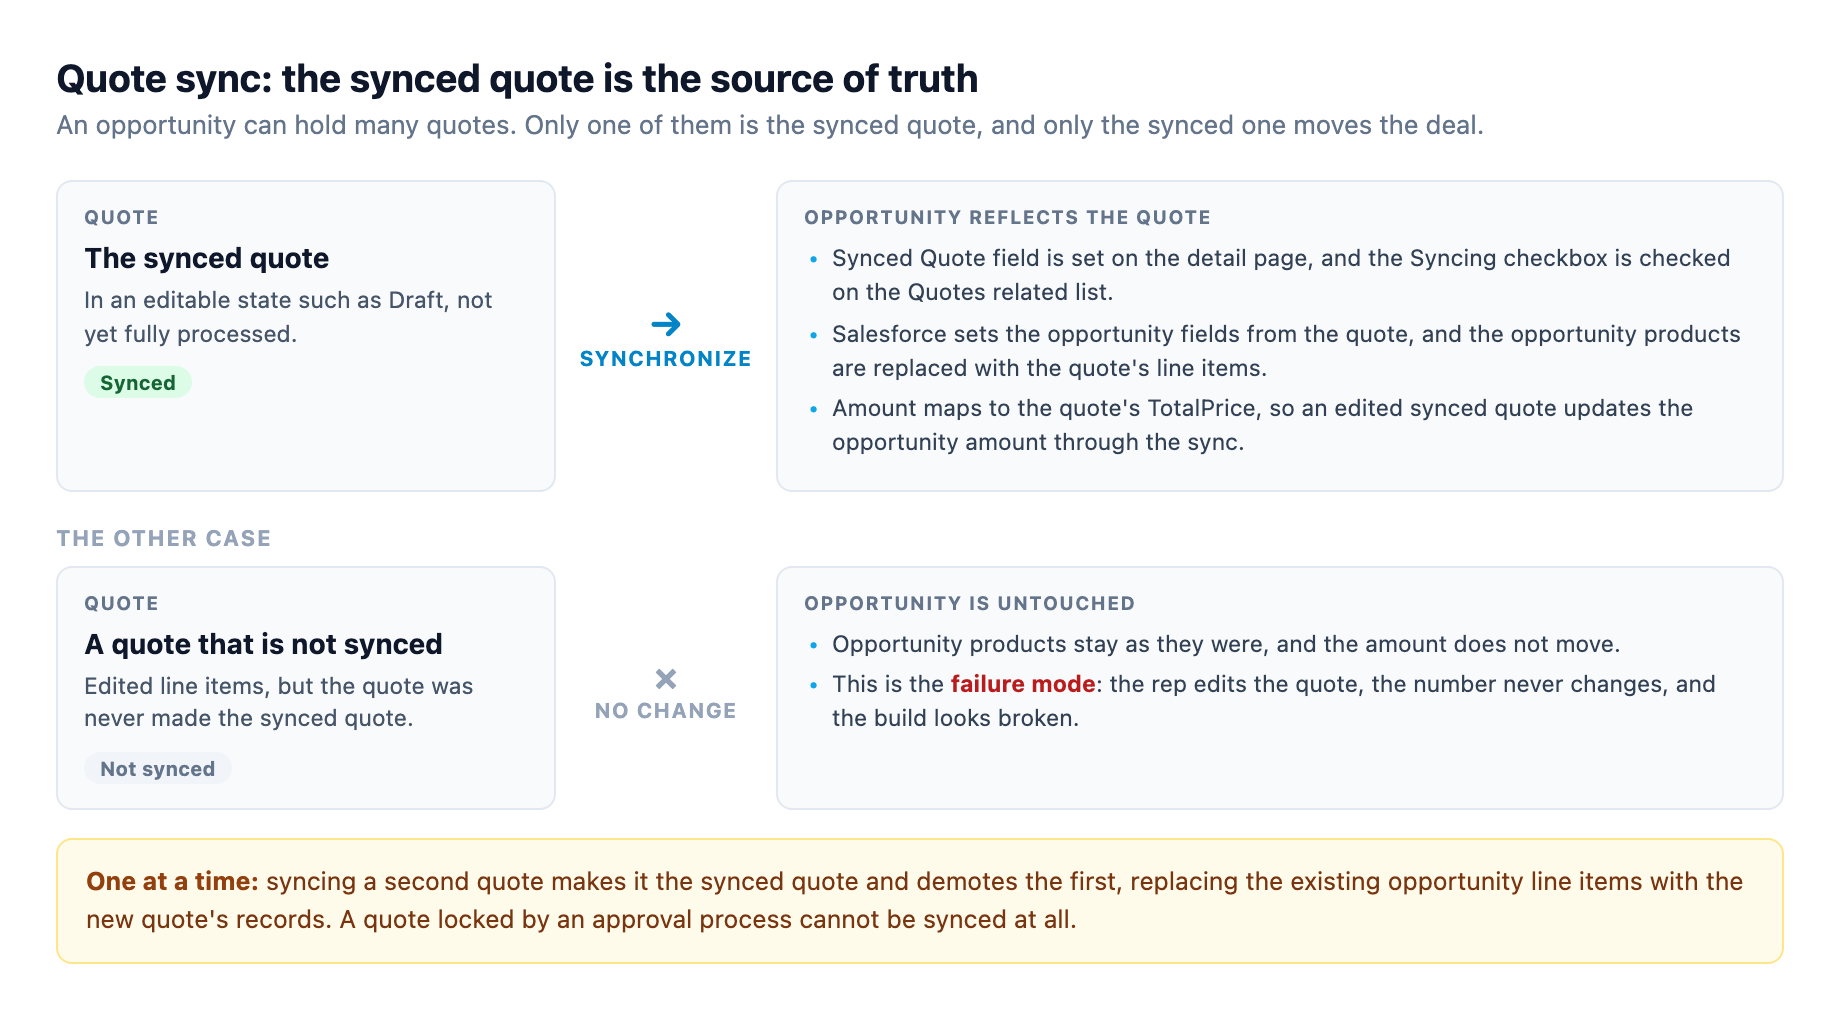 Quote sync: the synced quote is the source of truth
An opportunity can hold many quotes. Only one of them is the synced quote, and only the synced one moves the deal.
QUOTE
The synced quote
In an editable state such as Draft, not
yet fully processed.
Synced
SYNCHRONIZE
OPPORTUNITY REFLECTS THE QUOTE
• Synced Quote field is set on the detail page, and the Syncing checkbox is checked
on the Quotes related list.
• Salesforce sets the opportunity fields from the quote, and the opportunity products
are replaced with the quote's line items.
• Amount maps to the quote's TotalPrice, so an edited synced quote updates the
opportunity amount through the sync.
THE OTHER CASE
QUOTE
A quote that is not synced
Edited line items, but the quote was
never made the synced quote.
Not synced
NO CHANGE
OPPORTUNITY IS UNTOUCHED
• Opportunity products stay as they were, and the amount does not move.
• This is the failure mode: the rep edits the quote, the number never changes, and
the build looks broken.
One at a time: syncing a second quote makes it the synced quote and demotes the first, replacing the existing opportunity line items with the
new quote's records. A quote locked by an approval process cannot be synced at all.